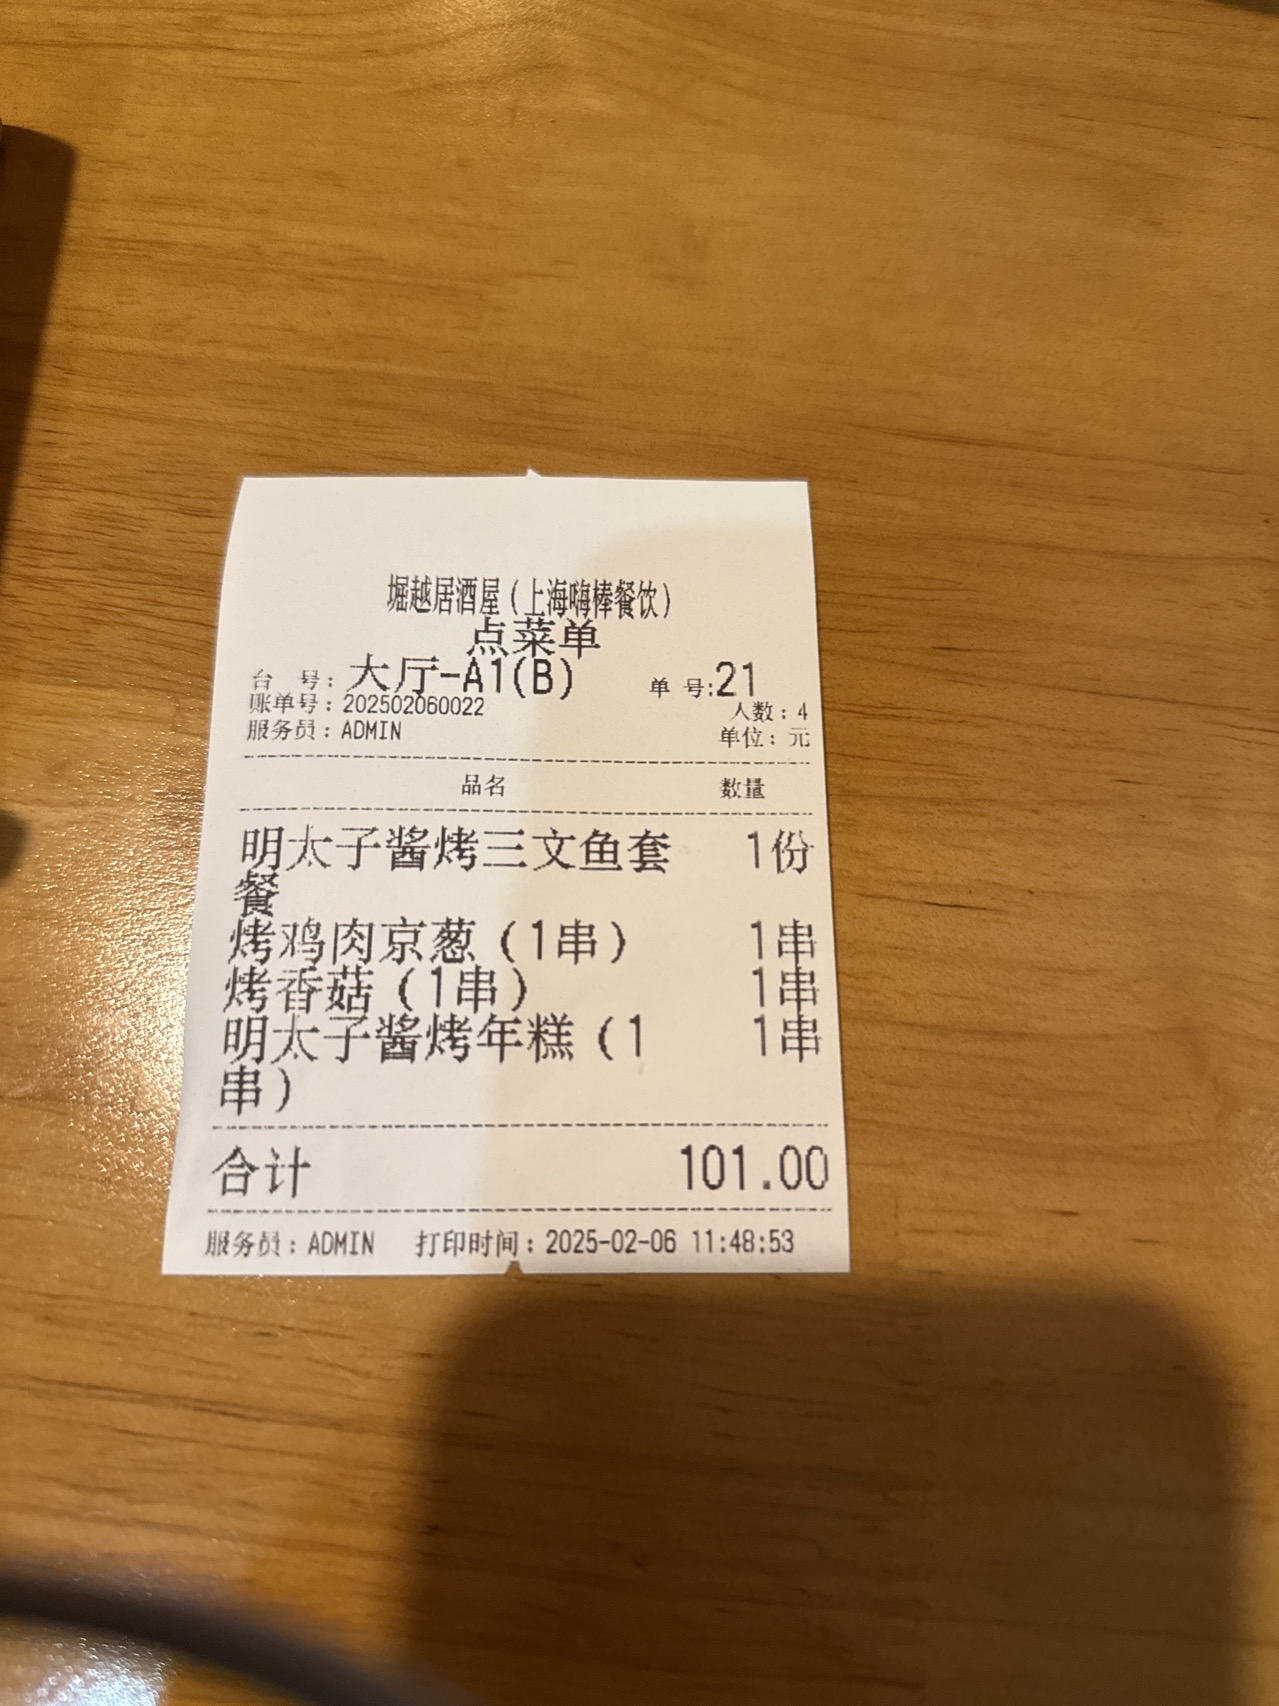 堀越居酒屋(上海嗨棒餐饮)
点菜单
台 号:大厅-A1(B) 单 号:21
账单号:202502060022 人数:4
服务员:ADMIN 单位:元
品名 数量
明太子酱烤三文鱼套 1份
餐
烤鸡肉京葱(1串) 1串
烤香菇(1串) 1串
明太子酱烤年糕(1 1串
串)
合计 101.00
服务员:ADMIN 打印时间:2025-02-06 11:48:53